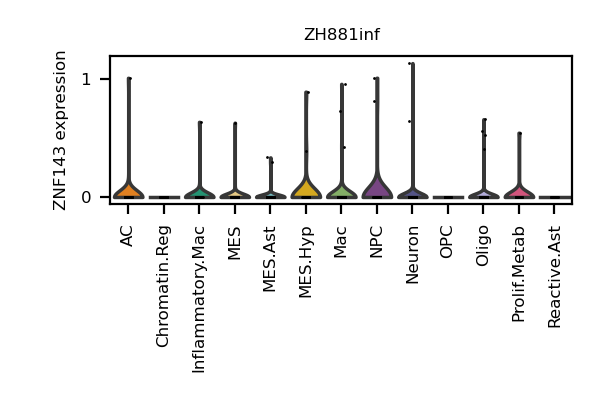 ZH881inf
ZNF143 expression
1
0
AC
Chromatin.Reg
Inflammatory.Mac
MES
MES.Ast
MES.Hyp
Mac
NPC
Neuron
OPC
Oligo
Prolif.Metab
Reactive.Ast